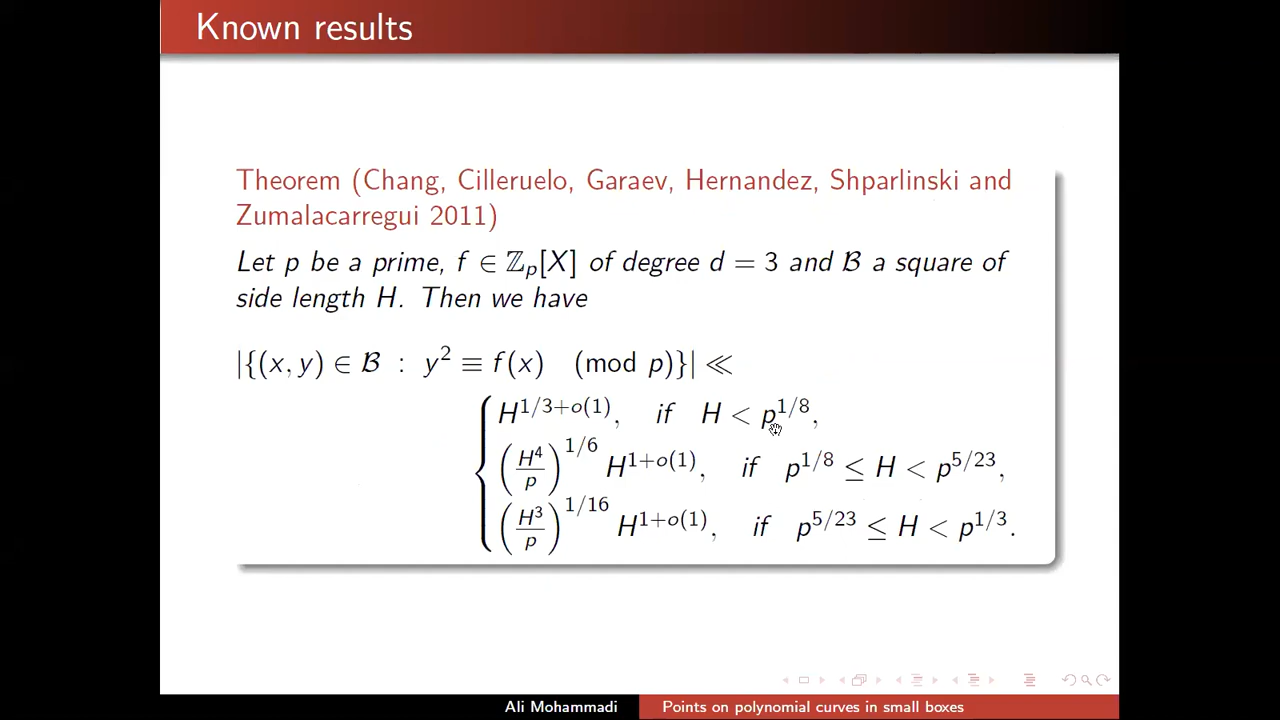 Known results
Theorem (Chang, Cilleruelo, Garaev, Hernandez, Shparlinski and
Zumalacarregui 2011)
Let p be a prime, f ∈ ℤ_p[X] of degree d = 3 and ℬ a square of
side length H. Then we have
|{(x, y) ∈ ℬ : y^2 ≡ f(x) (mod p)}| ≪
H^{1/3+o(1)}, if H < p^{1/8},
(H^4/p)^{1/6} H^{1+o(1)}, if p^{1/8} ≤ H < p^{5/23},
(H^3/p)^{1/16} H^{1+o(1)}, if p^{5/23} ≤ H < p^{1/3}.
Ali Mohammadi Points on polynomial curves in small boxes